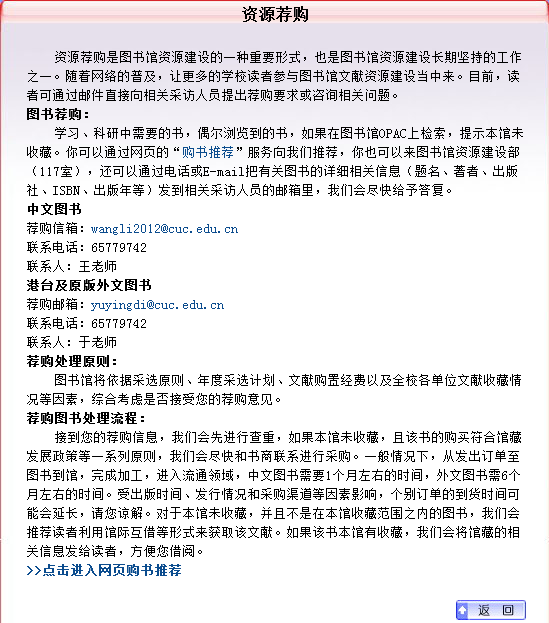 资源荐购
资源荐购是图书馆资源建设的一种重要形式，也是图书馆资源建设长期坚持的工作
之一。随着网络的普及，让更多的学校读者参与图书馆文献资源建设当中来。目前，读
者可通过邮件直接向相关采访人员提出荐购要求或咨询相关问题。
图书荐购：
学习、科研中需要的书，偶尔浏览到的书，如果在图书馆OPAC上检索，提示本馆未
收藏。你可以通过网页的“购书推荐”服务向我们推荐，你也可以来图书馆资源建设部
（117室），还可以通过电话或E-mail把有关图书的详细相关信息（题名、著者、出版
社、ISBN、出版年等）发到相关采访人员的邮箱里，我们会尽快给予答复。
中文图书
荐购信箱：wangli2012@cuc.edu.cn
联系电话：65779742
联系人：王老师
港台及原版外文图书
荐购邮箱：yuyingdi@cuc.edu.cn
联系电话：65779742
联系人：于老师
荐购处理原则：
图书馆将依据采选原则、年度采选计划、文献购置经费以及全校各单位文献收藏情
况等因素，综合考虑是否接受您的荐购意见。
荐购图书处理流程：
接到您的荐购信息，我们会先进行查重，如果本馆未收藏，且该书的购买符合馆藏
发展政策等一系列原则，我们会尽快和书商联系进行采购。一般情况下，从发出订单至
图书到馆，完成加工，进入流通领域，中文图书需要1个月左右的时间，外文图书需6个
月左右的时间。受出版时间、发行情况和采购渠道等因素影响，个别订单的到货时间可
能会延长，请您谅解。对于本馆未收藏，并且不是在本馆收藏范围之内的图书，我们会
推荐读者利用馆际互借等形式来获取该文献。如果该书本馆有收藏，我们会将馆藏的相
关信息发给读者，方便您借阅。
>>点击进入网页购书推荐
返 回